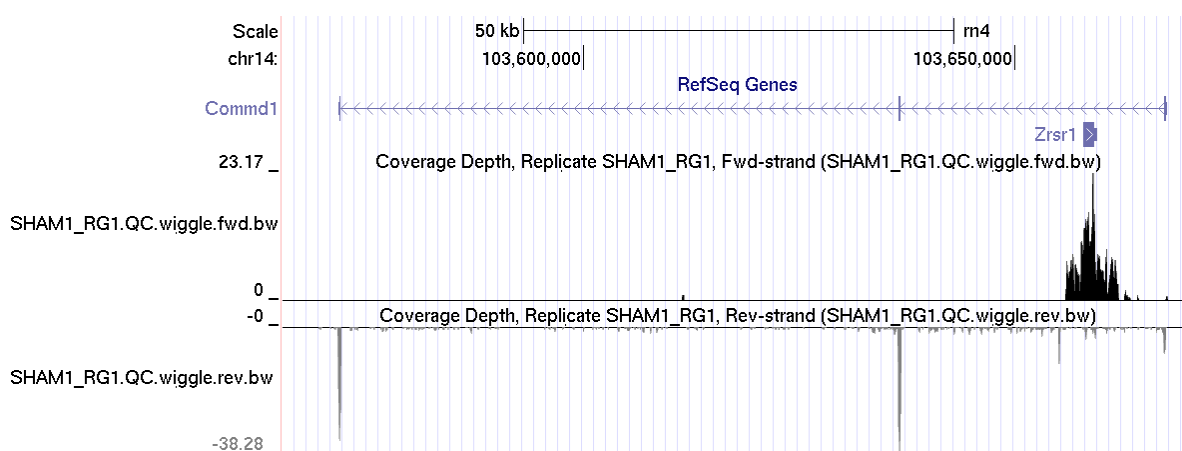 Scale 50 kb rn4
chr14: 103,600,000 103,650,000
RefSeq Genes
Commd1
Zrsr1
23.17 _ Coverage Depth, Replicate SHAM1_RG1, Fwd-strand (SHAM1_RG1.QC.wiggle.fwd.bw)
SHAM1_RG1.QC.wiggle.fwd.bw
0 _
-0 _ Coverage Depth, Replicate SHAM1_RG1, Rev-strand (SHAM1_RG1.QC.wiggle.rev.bw)
SHAM1_RG1.QC.wiggle.rev.bw
-38.28